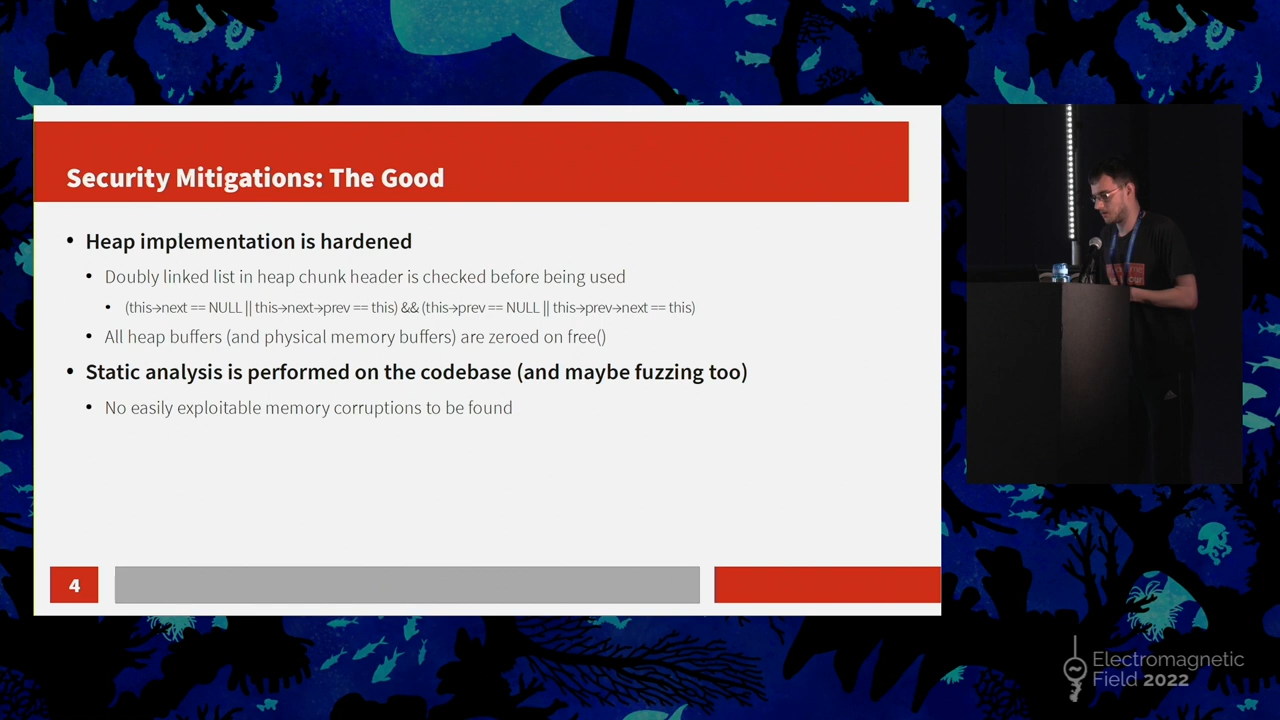 Security Mitigations: The Good
• Heap implementation is hardened
• Doubly linked list in heap chunk header is checked before being used
• (this→next == NULL || this→next→prev == this) && (this→prev == NULL || this→prev→next == this)
• All heap buffers (and physical memory buffers) are zeroed on free()
• Static analysis is performed on the codebase (and maybe fuzzing too)
• No easily exploitable memory corruptions to be found
4
Electromagnetic
Field 2022